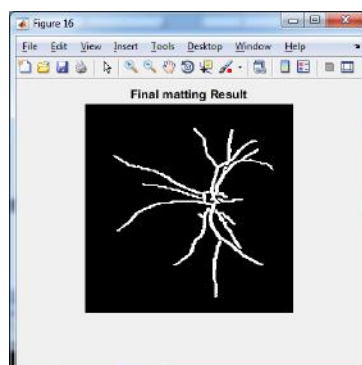 Figure 16
File Edit View Insert Tools Desktop Window Help
Final matting Result